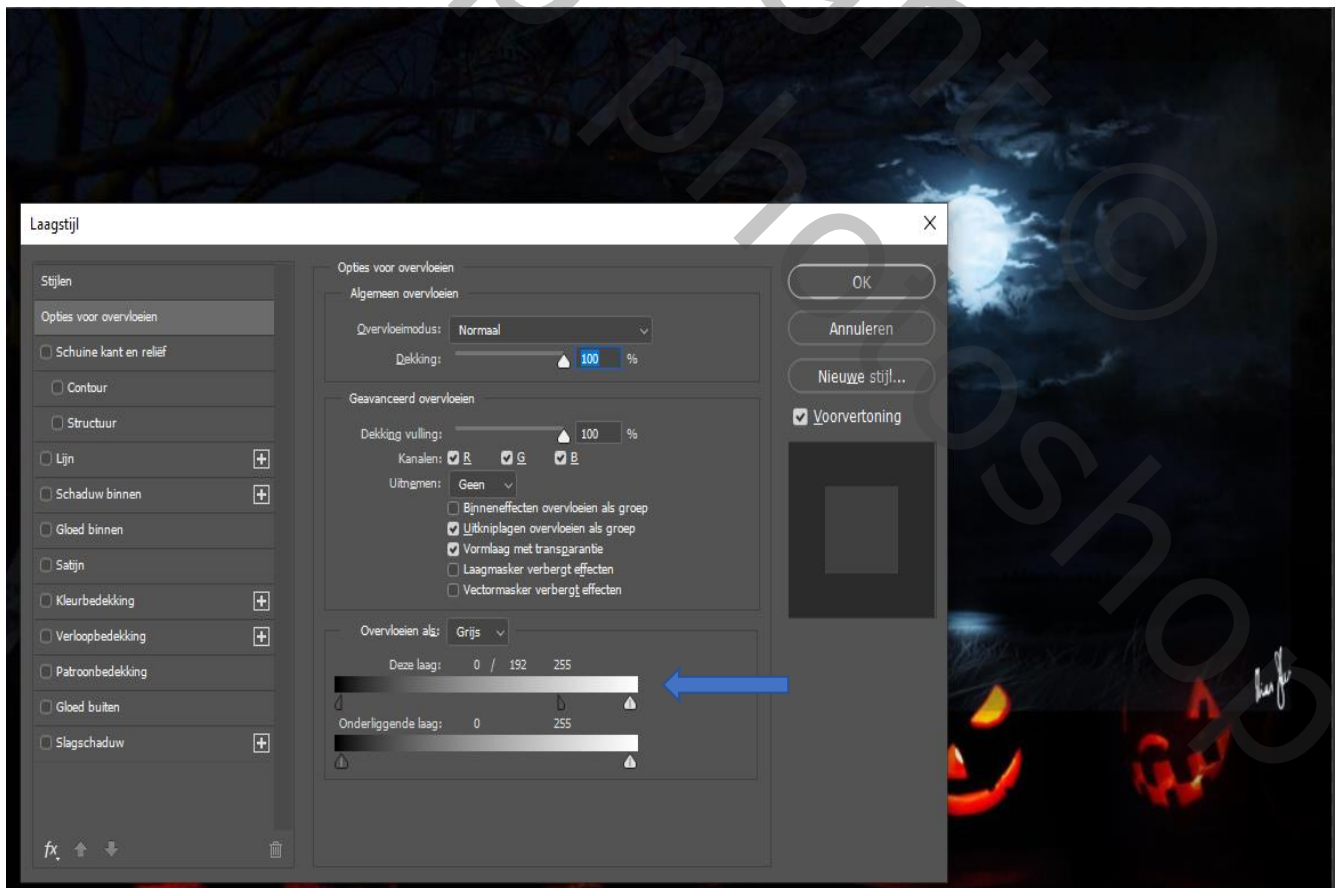 Laagstijl
Stijlen
Opties voor overvloeien
Schuine kant en reliëf
Contour
Structuur
Lijn
Schaduw binnen
Gloed binnen
Satijn
Kleurbedekking
Verloopbedekking
Patroonbedekking
Gloed buiten
Slagschaduw
fx
Opties voor overvloeien
Algemeen overvloeien
Overvloeimodus: Normaal
Dekking: 100 %
Geavanceerd overvloeien
Dekking vulling: 100 %
Kanalen: R G B
Uitnemen: Geen
Binneneffecten overvloeien als groep
Uitkniplagen overvloeien als groep
Vormlaag met transparantie
Laagmasker verbergt effecten
Vectormasker verbergt effecten
Overvloeien als: Grijs
Deze laag: 0 / 192 255
Onderliggende laag: 0 255
OK
Annuleren
Nieuwe stijl...
Voorvertoning
©
photoshop